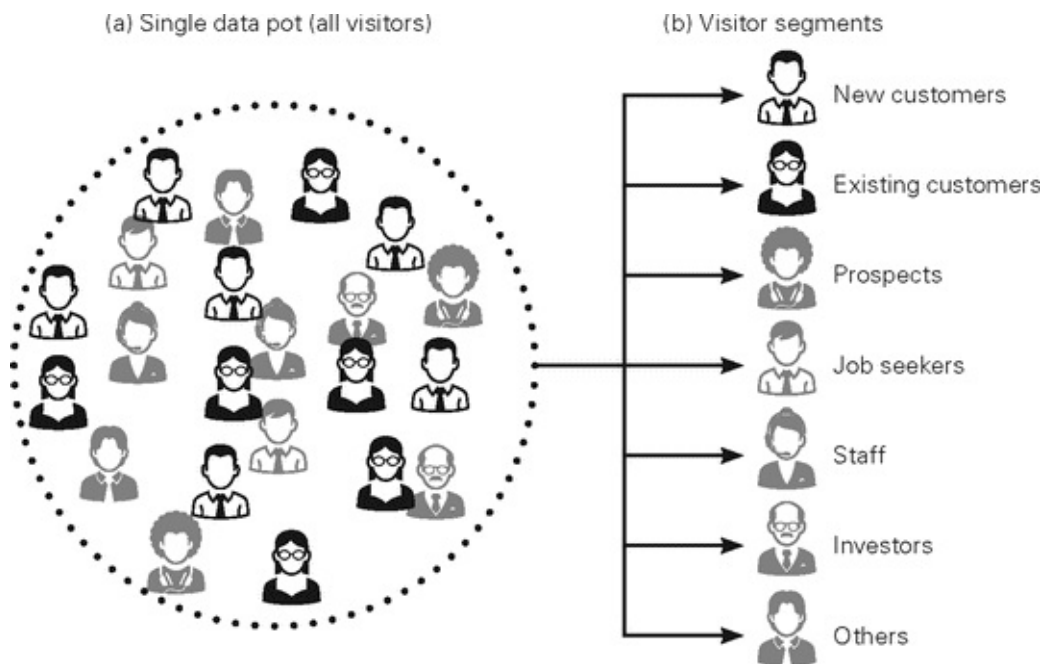 (a) Single data pot (all visitors)
(b) Visitor segments
New customers
Existing customers
Prospects
Job seekers
Staff
Investors
Others